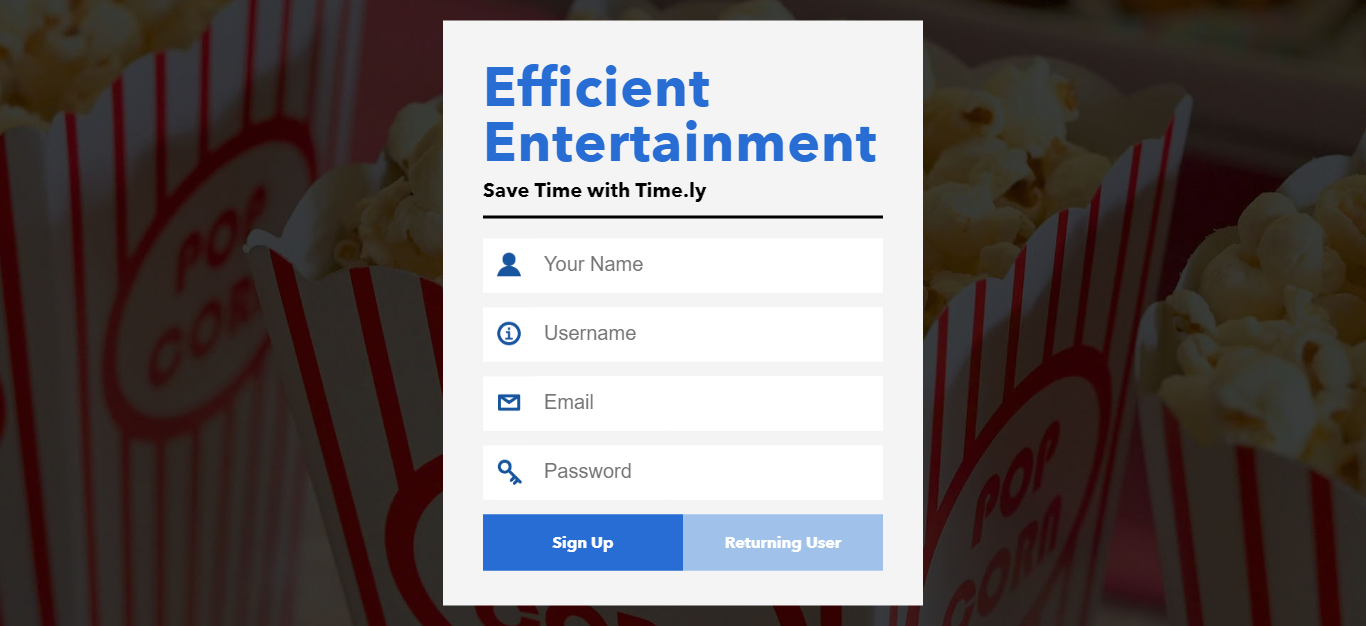 Efficient
Entertainment
Save Time with Time.ly
Your Name
Username
Email
Password
Sign Up
Returning User
POP
CORN
POP
CORN